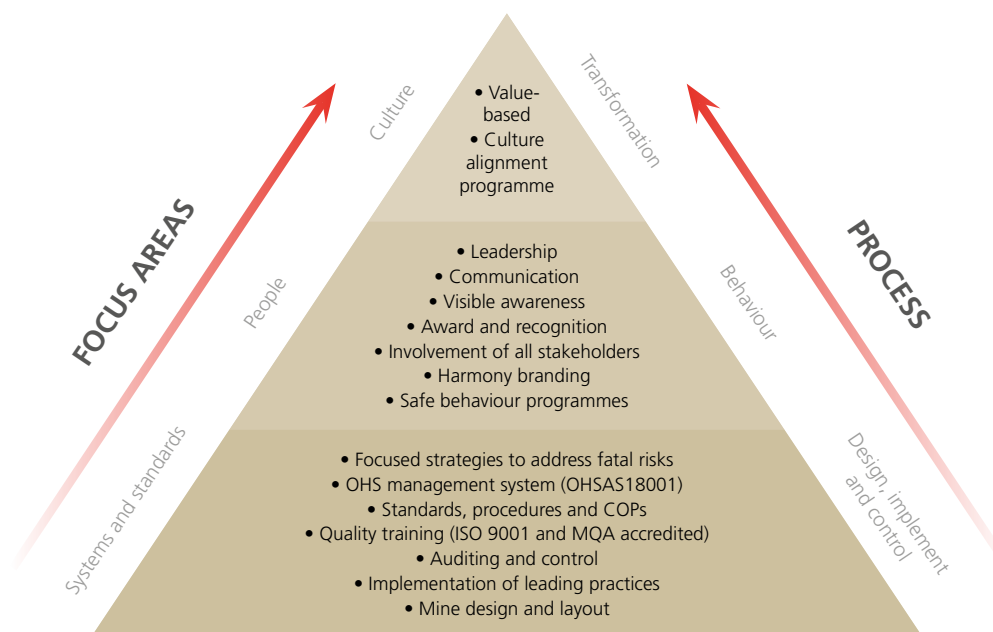 FOCUS AREAS
Culture
People
Systems and standards
• Value-
based
• Culture
alignment
programme
• Leadership
• Communication
• Visible awareness
• Award and recognition
• Involvement of all stakeholders
• Harmony branding
• Safe behaviour programmes
• Focused strategies to address fatal risks
• OHS management system (OHSAS18001)
• Standards, procedures and COPs
• Quality training (ISO 9001 and MQA accredited)
• Auditing and control
• Implementation of leading practices
• Mine design and layout
PROCESS
Transformation
Behaviour
Design, implement
and control